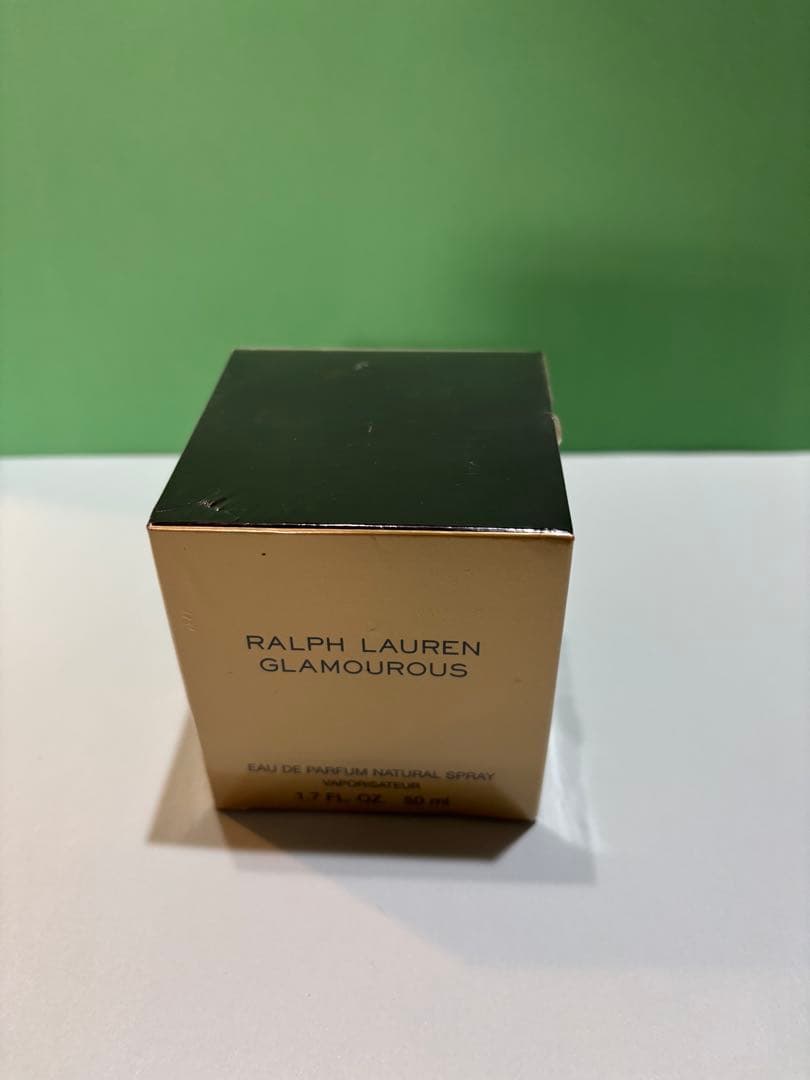 RALPH LAUREN
GLAMOUROUS
EAU DE PARFUM NATURAL SPRAY
VAPORISATEUR
1.7 FL. OZ. 50 ml